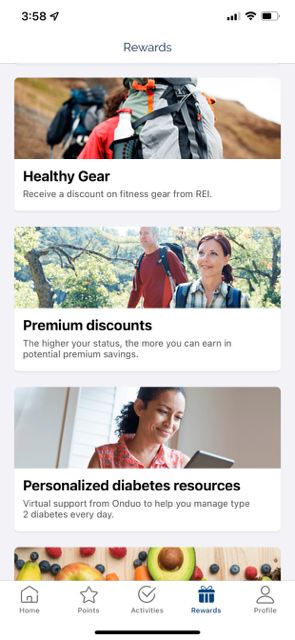 3:58
Rewards
Healthy Gear
Receive a discount on fitness gear from REI.
Premium discounts
The higher your status, the more you can earn in
potential premium savings.
Personalized diabetes resources
Virtual support from Onduo to help you manage type
2 diabetes every day.
Home Points Activities Rewards Profile